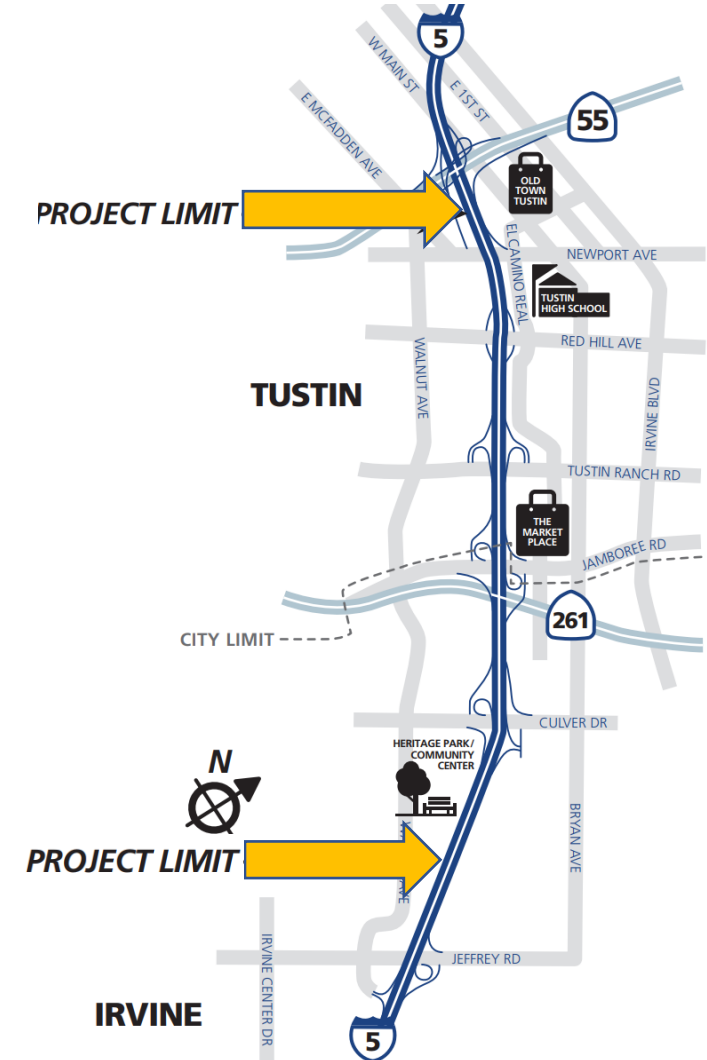 5
W MAIN ST
E 1ST ST
E MCFADDEN AVE
55
OLD
TOWN
TUSTIN
PROJECT LIMIT
EL CAMINO REAL
NEWPORT AVE
TUSTIN
HIGH SCHOOL
RED HILL AVE
WALNUT AVE
TUSTIN
IRVINE BLVD
TUSTIN RANCH RD
THE
MARKET
PLACE
JAMBOREE RD
261
CITY LIMIT
CULVER DR
HERITAGE PARK/
COMMUNITY
CENTER
N
BRYAN AVE
PROJECT LIMIT
AVE
IRVINE CENTER DR
JEFFREY RD
IRVINE
5